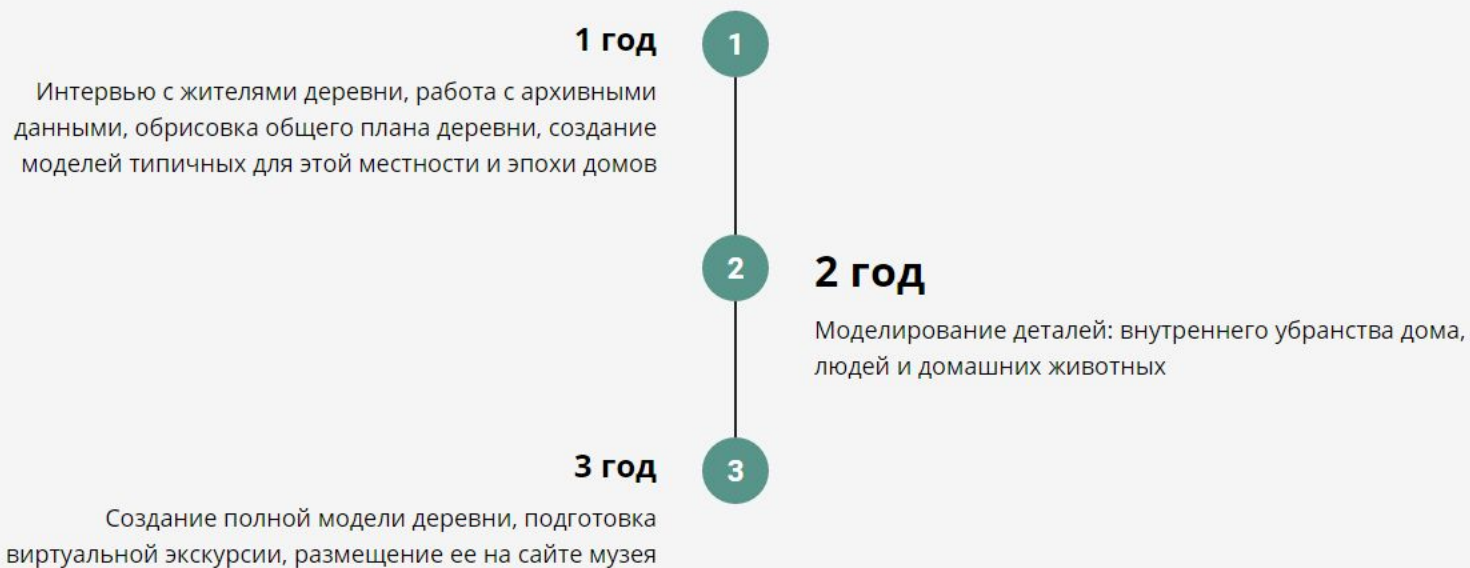 1 год
1
Интервью с жителями деревни, работа с архивными
данными, обрисовка общего плана деревни, создание
моделей типичных для этой местности и эпохи домов
2
2 год
Моделирование деталей: внутреннего убранства дома,
людей и домашних животных
3 год
3
Создание полной модели деревни, подготовка
виртуальной экскурсии, размещение ее на сайте музея